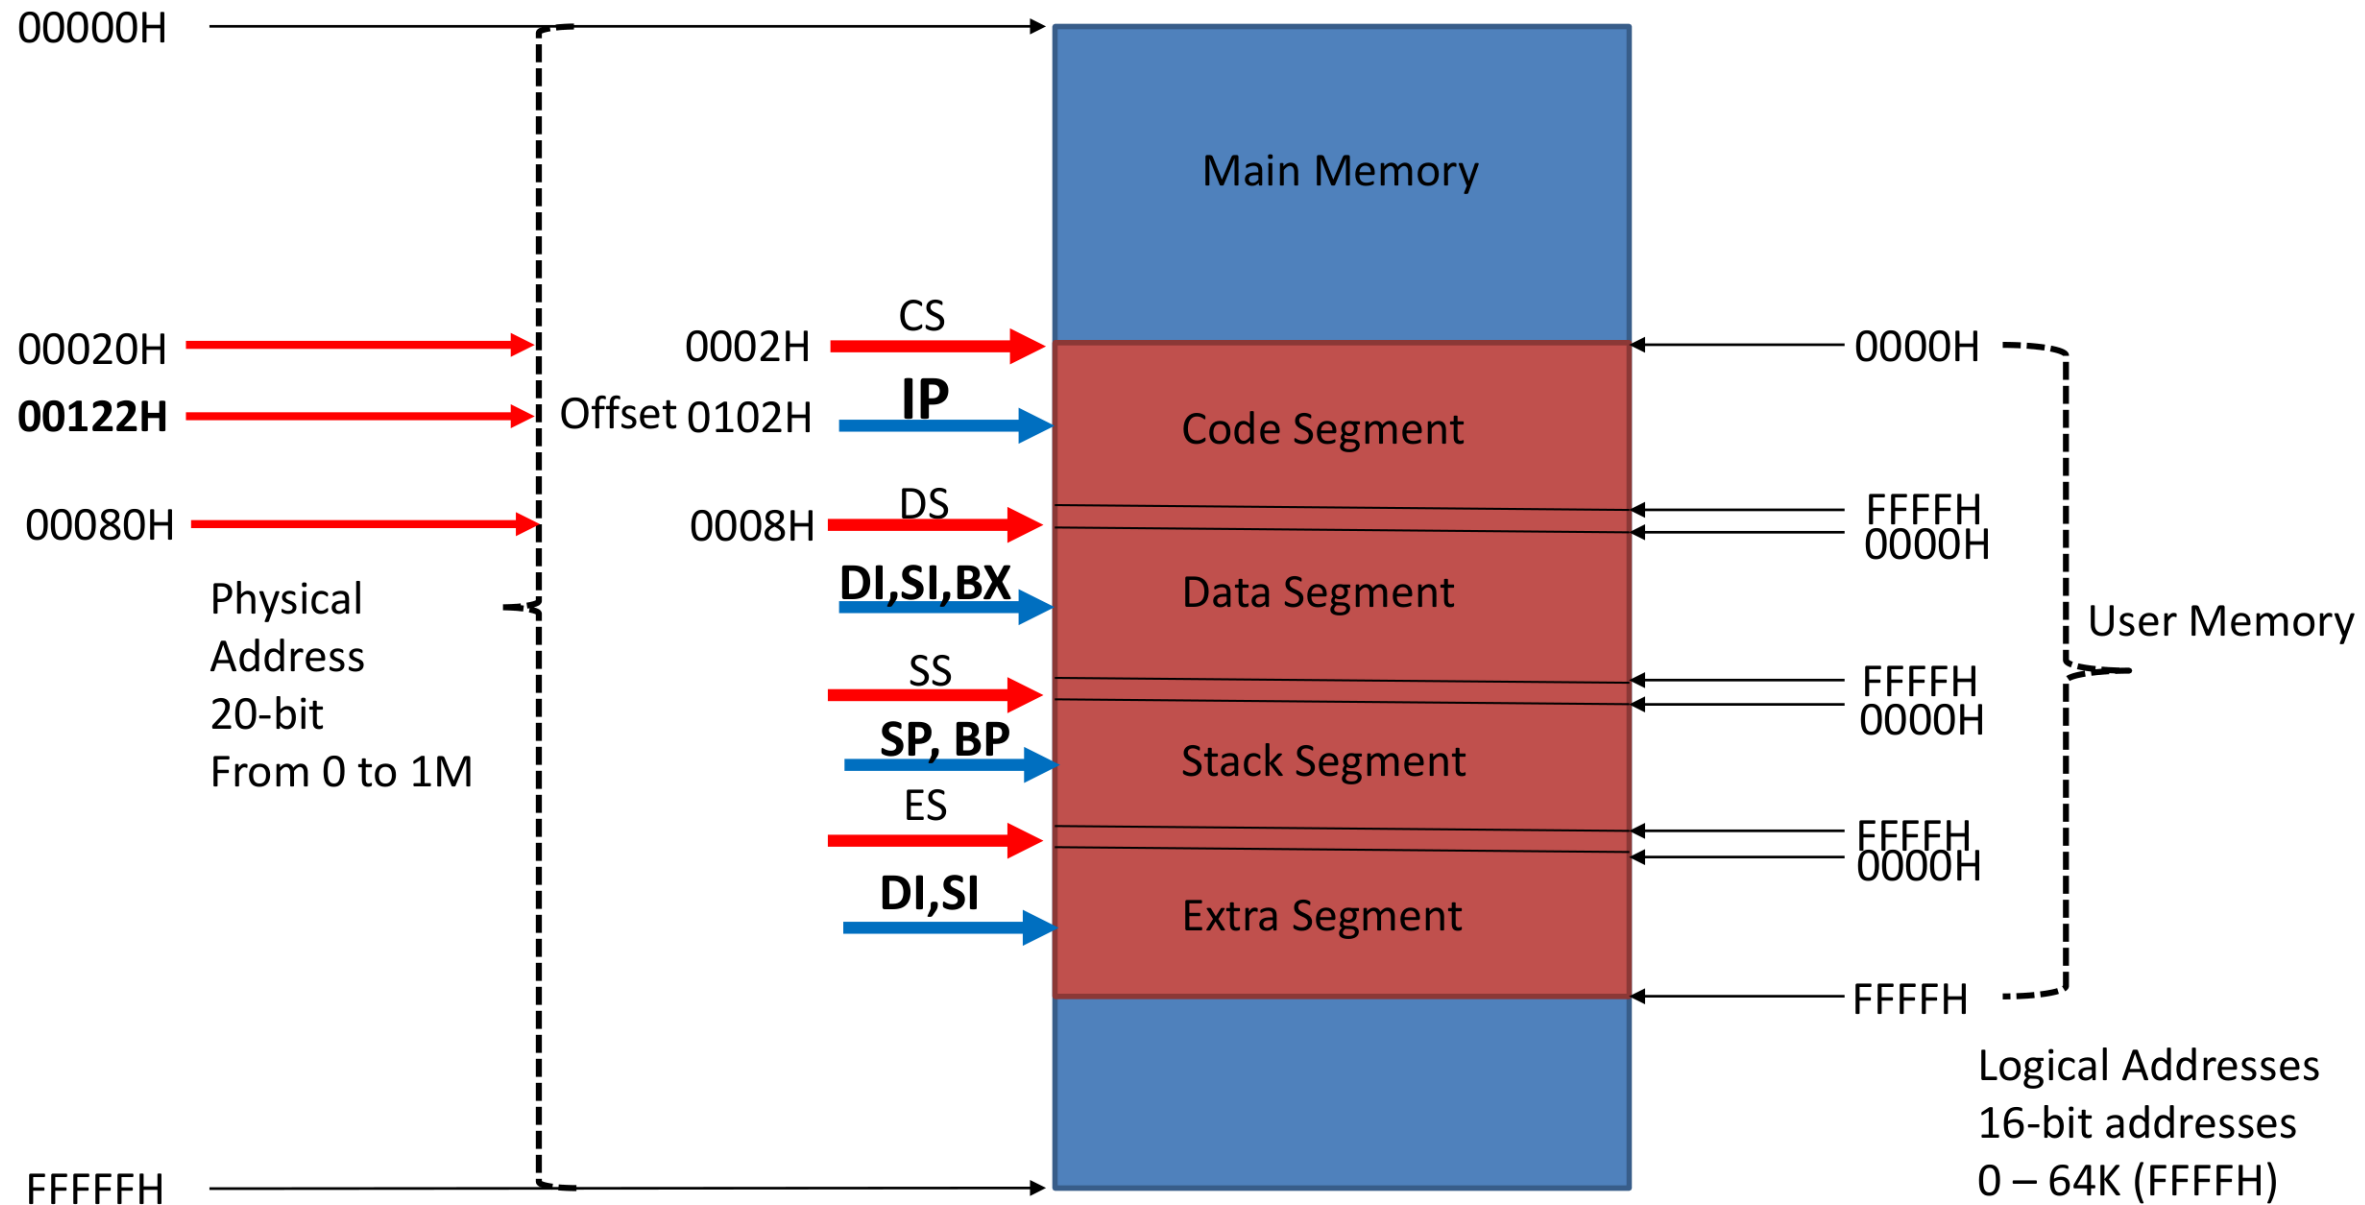 00000H
Main Memory
CS
00020H
0002H
0000H
IP
00122H
Offset 0102H
Code Segment
DS
FFFFH
00080H
0008H
0000H
DI,SI,BX
Data Segment
Physical
Address
20-bit
From 0 to 1M
User Memory
SS
FFFFH
0000H
SP, BP
Stack Segment
ES
FFFFH
0000H
DI,SI
Extra Segment
FFFFH
Logical Addresses
16-bit addresses
0 – 64K (FFFFH)
FFFFFH